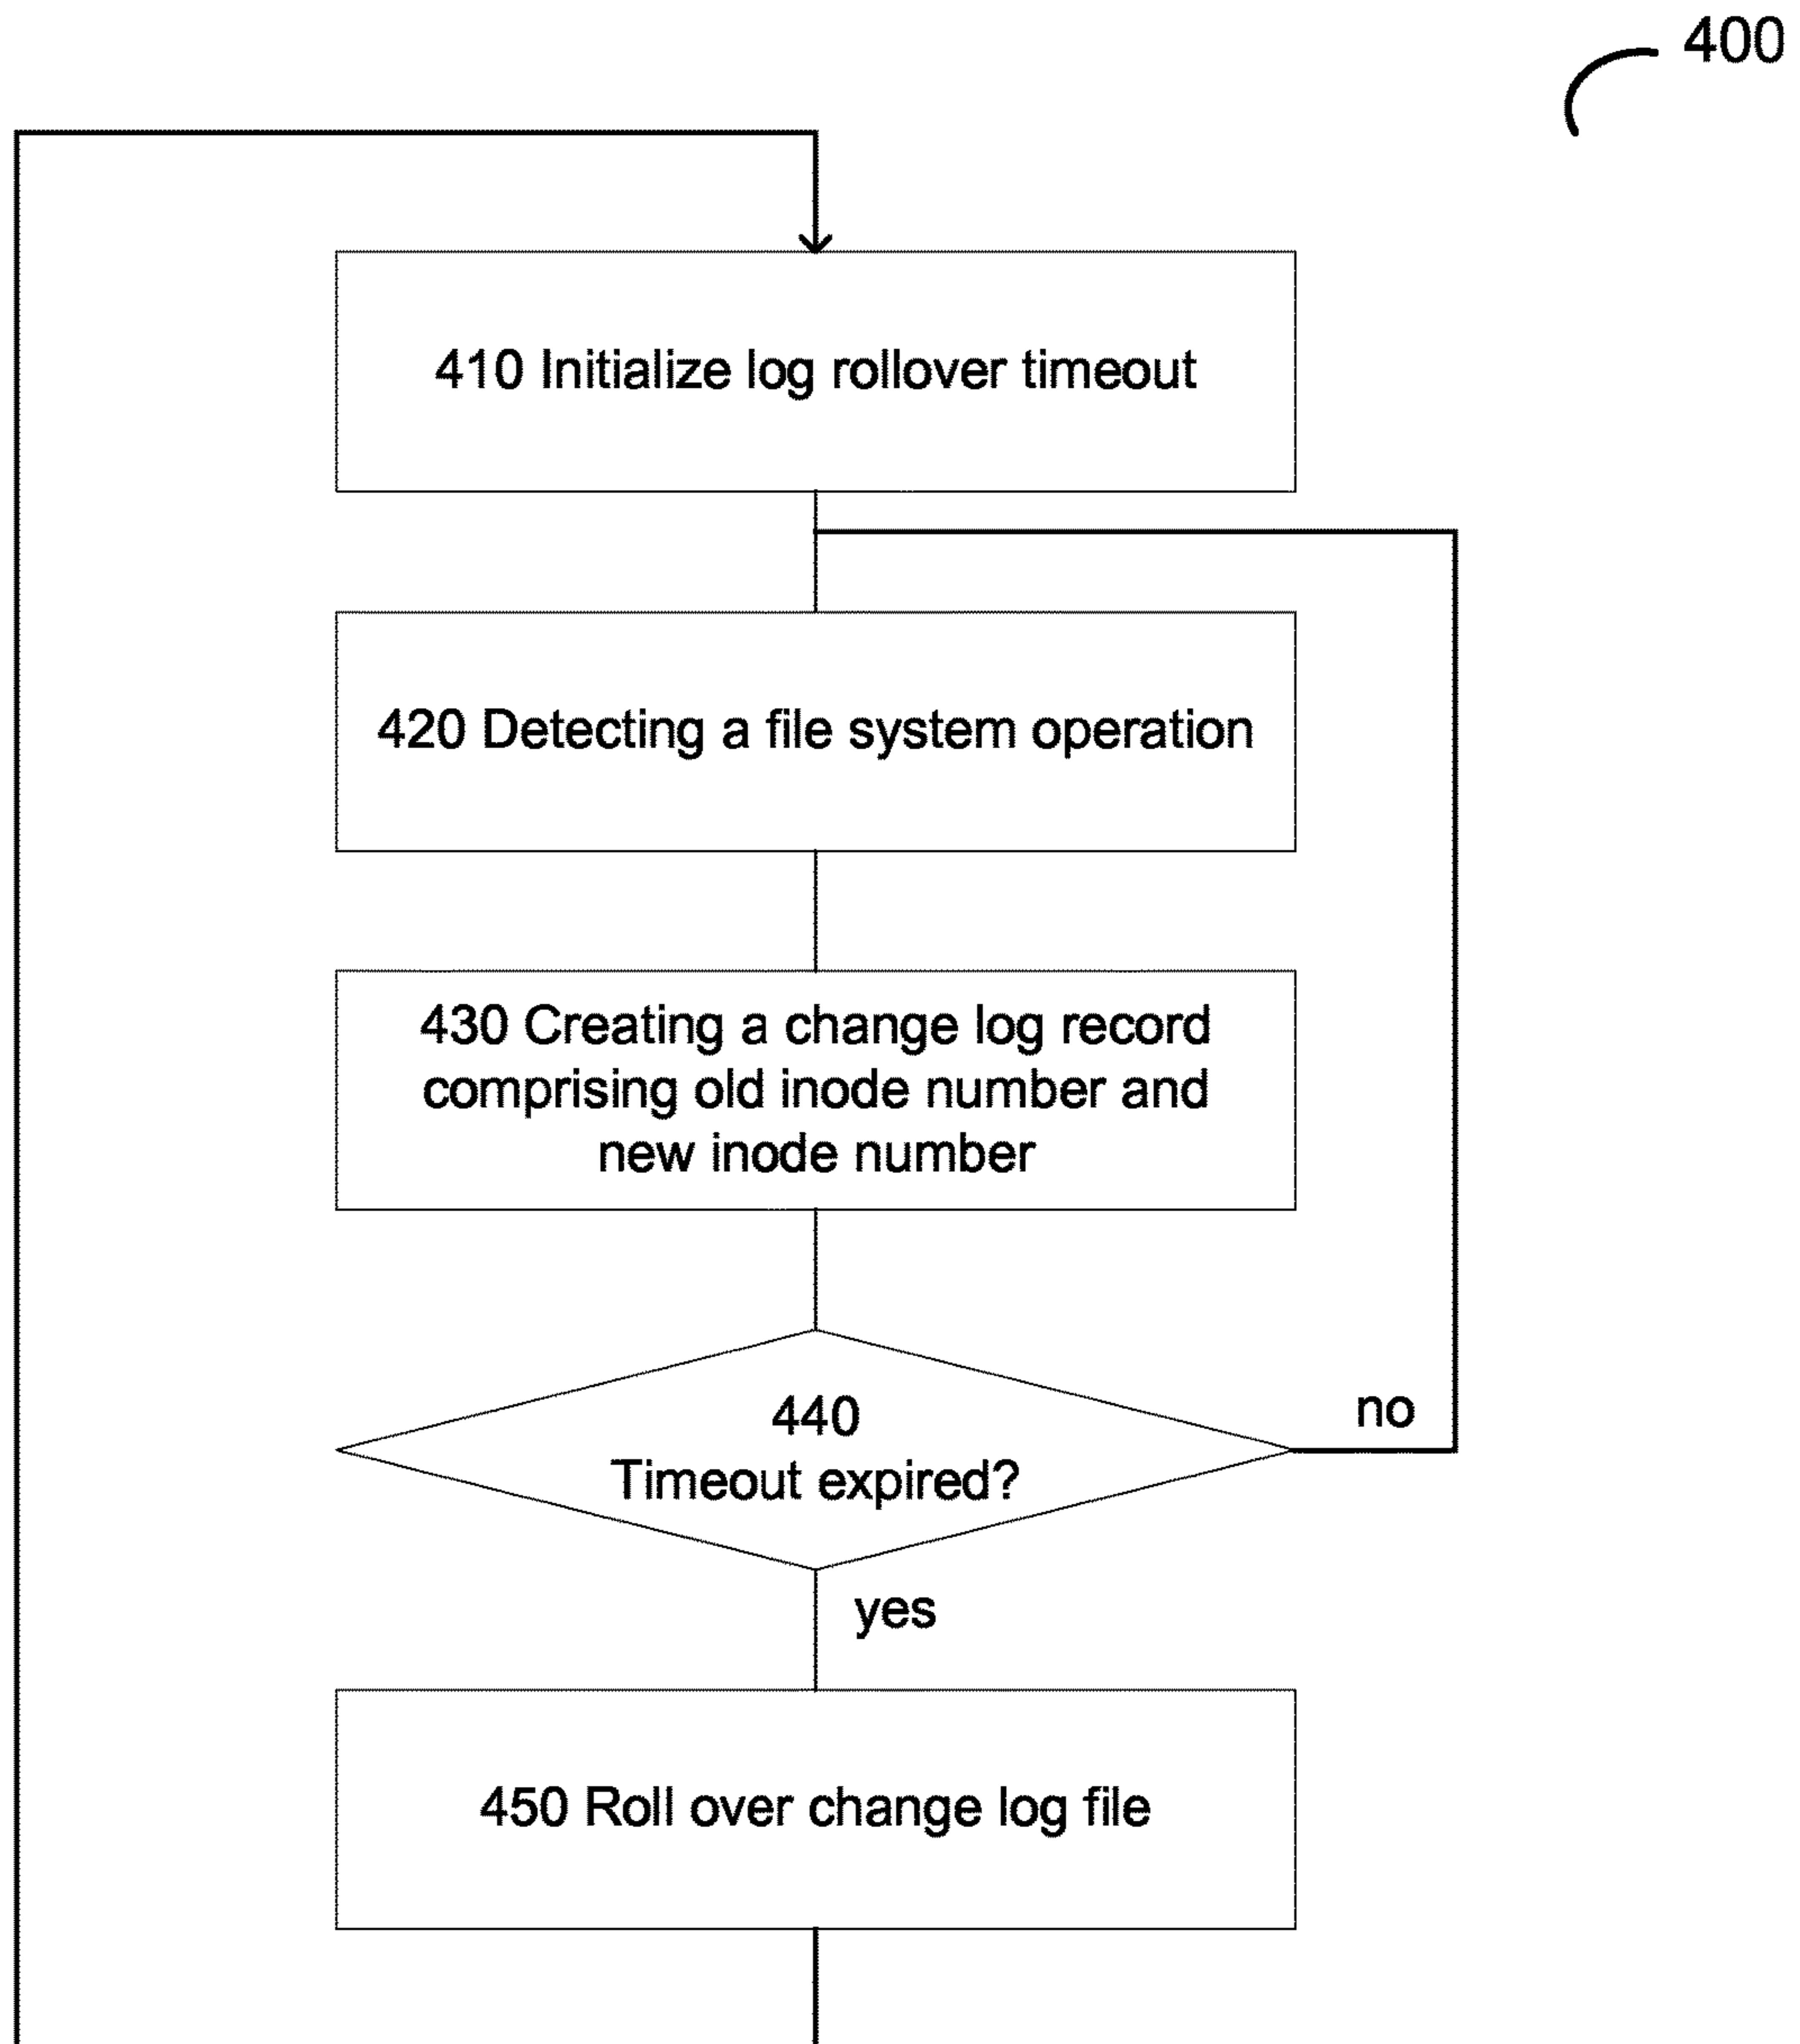 400
410 Initialize log rollover timeout
420 Detecting a file system operation
430 Creating a change log record
comprising old inode number and
new inode number
440
Timeout expired?
no
yes
450 Roll over change log file